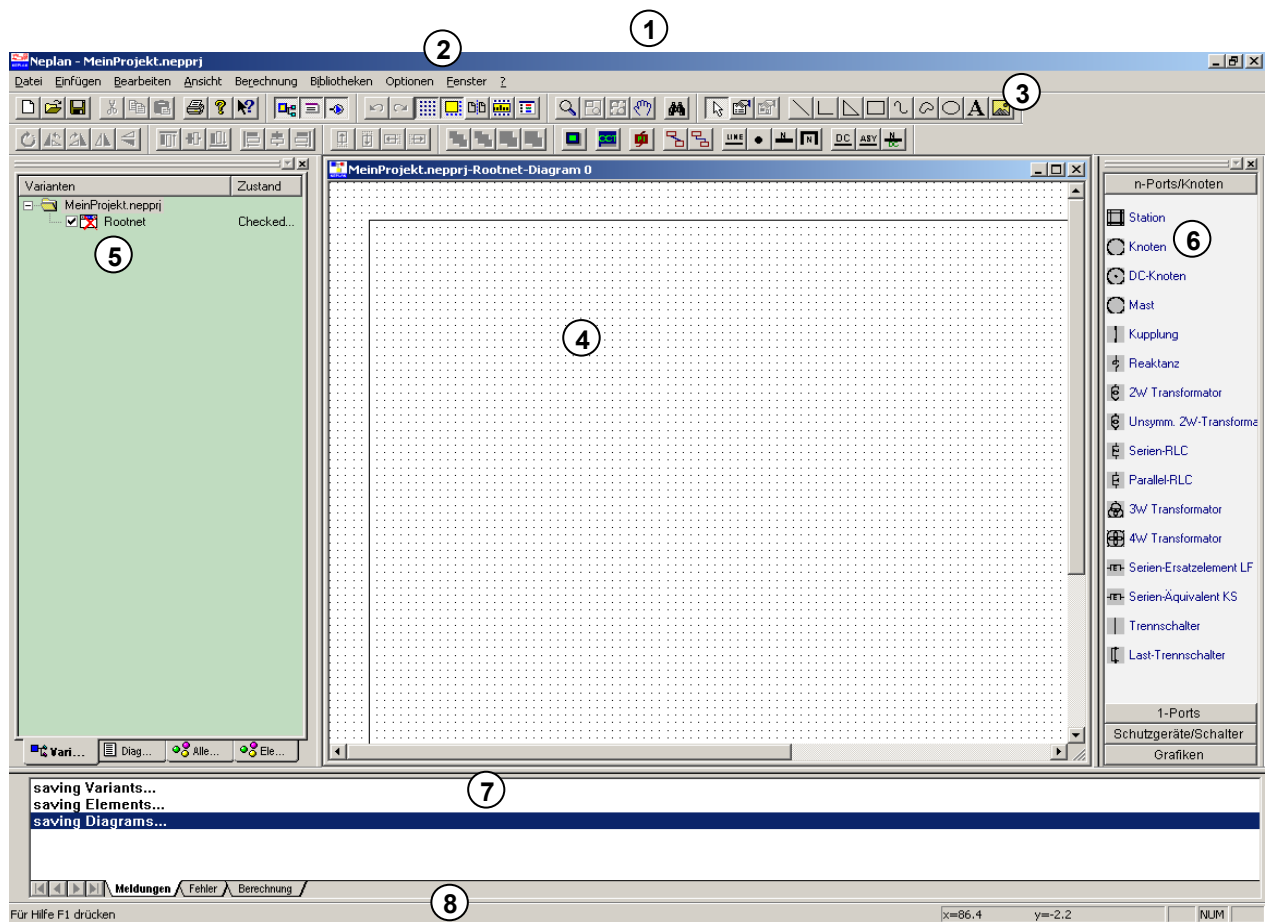 1
2
Neplan - MeinProjekt.nepprj
Datei Einfügen Bearbeiten Ansicht Berechnung Bibliotheken Optionen Fenster ?
3
A
CCT LINE N N DC ASY N DC
Varianten Zustand
MeinProjekt.nepprj
Rootnet Checked...
5
Vari... Diag... Alle... Ele...
MeinProjekt.nepprj-Rootnet-Diagram 0
4
n-Ports/Knoten
Station
Knoten
6
DC-Knoten
Mast
Kupplung
Reaktanz
2W Transformator
Unsymm. 2W-Transforma
Serien-RLC
Parallel-RLC
3W Transformator
4W Transformator
Serien-Ersatzelement LF
Serien-Äquivalent KS
Trennschalter
Last-Trennschalter
1-Ports
Schutzgeräte/Schalter
Grafiken
7
saving Variants...
saving Elements...
saving Diagrams...
Meldungen Fehler Berechnung
8
Für Hilfe F1 drücken x=86.4 y=-2.2 NUM